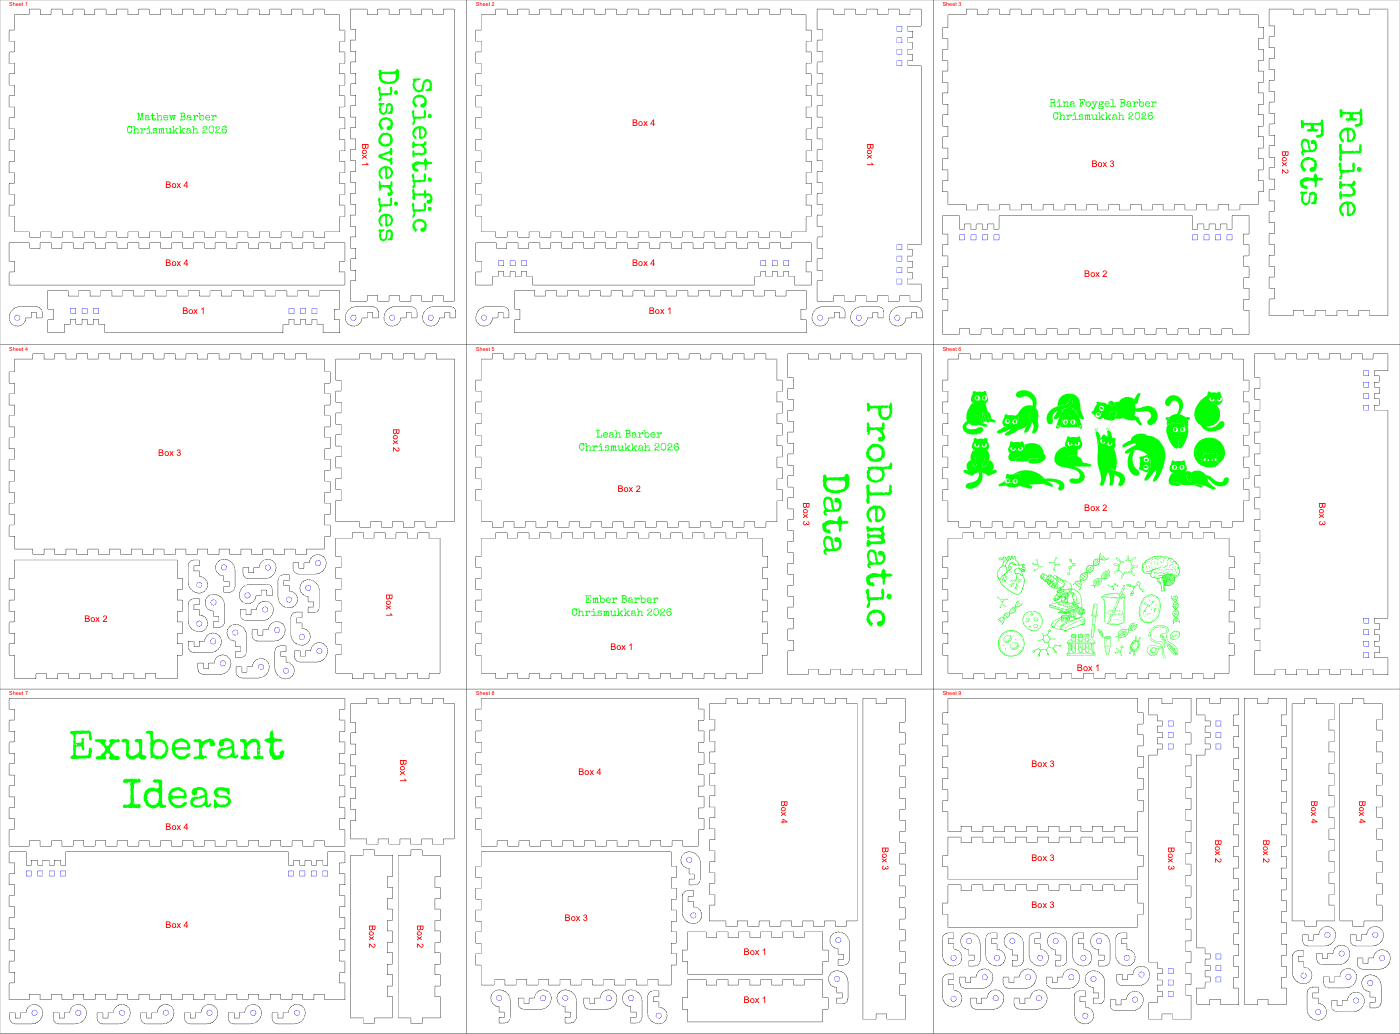 Sheet 1
Mathew Barber
Chrismukkah 2026
Box 4
Box 4
Box 1
Box 1
Scientific
Discoveries
Sheet 2
Box 4
Box 4
Box 1
Box 1
Sheet 3
Rina Foygel Barber
Chrismukkah 2026
Box 3
Box 2
Box 2
Feline
Facts
Sheet 4
Box 3
Box 2
Box 2
Box 1
Sheet 5
Leah Barber
Chrismukkah 2026
Box 2
Ember Barber
Chrismukkah 2026
Box 1
Box 3
Problematic
Data
Sheet 6
Box 2
Box 1
Box 3
Sheet 7
Exuberant
Ideas
Box 4
Box 4
Box 1
Box 2
Box 2
Sheet 8
Box 4
Box 3
Box 4
Box 1
Box 1
Box 3
Sheet 9
Box 3
Box 3
Box 3
Box 3
Box 2
Box 2
Box 4
Box 4